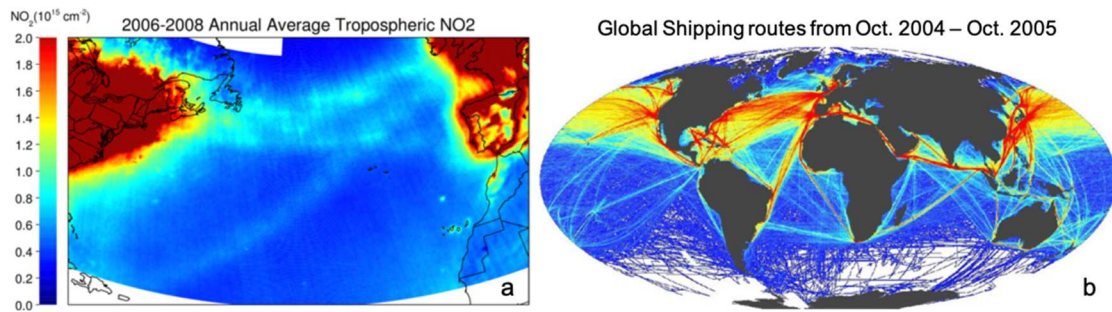 NO₂(10¹⁵ cm⁻²)
2006-2008 Annual Average Tropospheric NO2
2.0
1.8
1.6
1.4
1.2
1.0
0.8
0.6
0.4
0.2
0.0
a
Global Shipping routes from Oct. 2004 – Oct. 2005
b